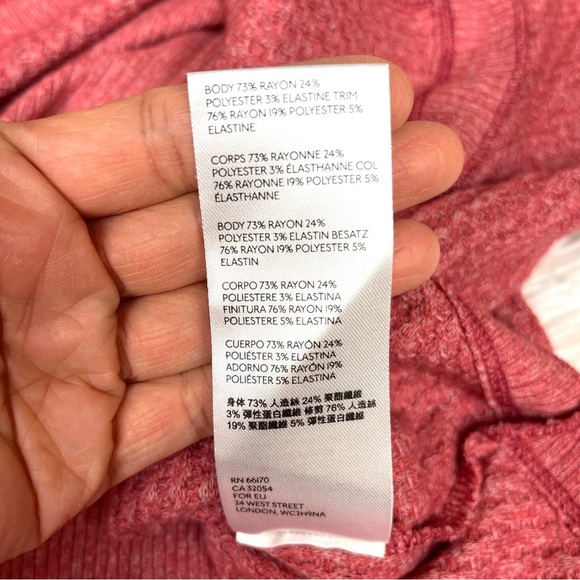 BODY 73% RAYON 24%
POLYESTER 3% ELASTINE TRIM
76% RAYON 19% POLYESTER 5%
ELASTINE
CORPS 73% RAYONNE 24%
POLYESTER 3% ÉLASTHANNE COL
76% RAYONNE 19% POLYESTER 5%
ÉLASTHANNE
BODY 73% RAYON 24%
POLYESTER 3% ELASTIN BESATZ
76% RAYON 19% POLYESTER 5%
ELASTIN
CORPO 73% RAYON 24%
POLIESTERE 3% ELASTINA
FINITURA 76% RAYON 19%
POLIESTERE 5% ELASTINA
CUERPO 73% RAYÓN 24%
POLIÉSTER 3% ELASTINA
ADORNO 76% RAYÓN 19%
POLIÉSTER 5% ELASTINA
身体 73% 人造絲 24% 聚酯纖維
3% 彈性蛋白纖維 修剪 76% 人造絲
19% 聚酯纖維 5% 彈性蛋白纖維
RN 66170
CA 32054
FOR EU
24 WEST STREET
LONDON, WC2H9NA